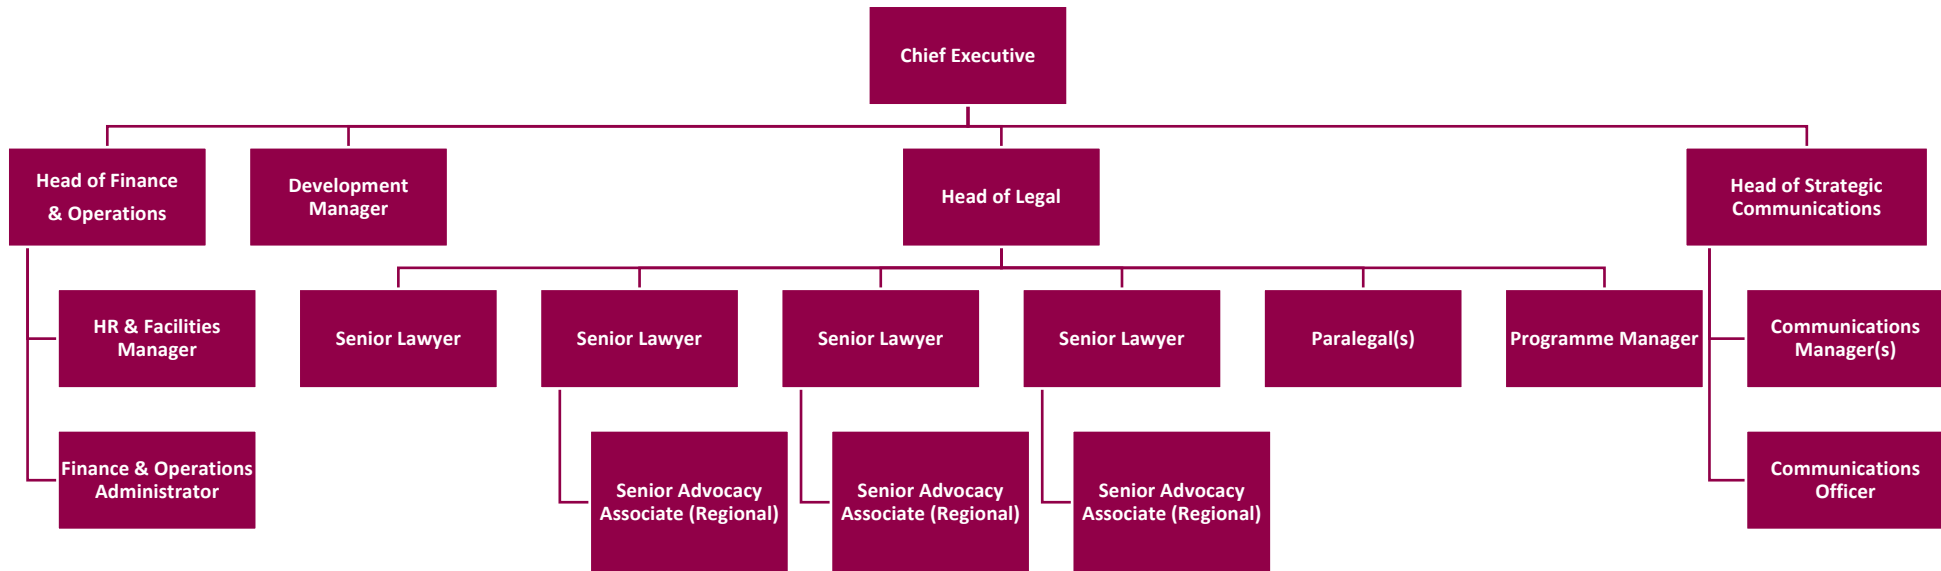 Chief Executive
Head of Finance
& Operations
Development
Manager
Head of Legal
Head of Strategic
Communications
HR & Facilities
Manager
Senior Lawyer
Senior Lawyer
Senior Lawyer
Senior Lawyer
Paralegal(s)
Programme Manager
Communications
Manager(s)
Finance & Operations
Administrator
Senior Advocacy
Associate (Regional)
Senior Advocacy
Associate (Regional)
Senior Advocacy
Associate (Regional)
Communications
Officer